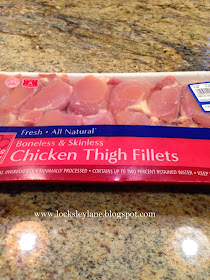 Fresh • All Natural*
Boneless & Skinless
Chicken Thigh Fillets
MINIMALLY PROCESSED • CONTAINS UP TO TWO PERCENT RETAINED WATER •
www.locksleylane.blogspot.com